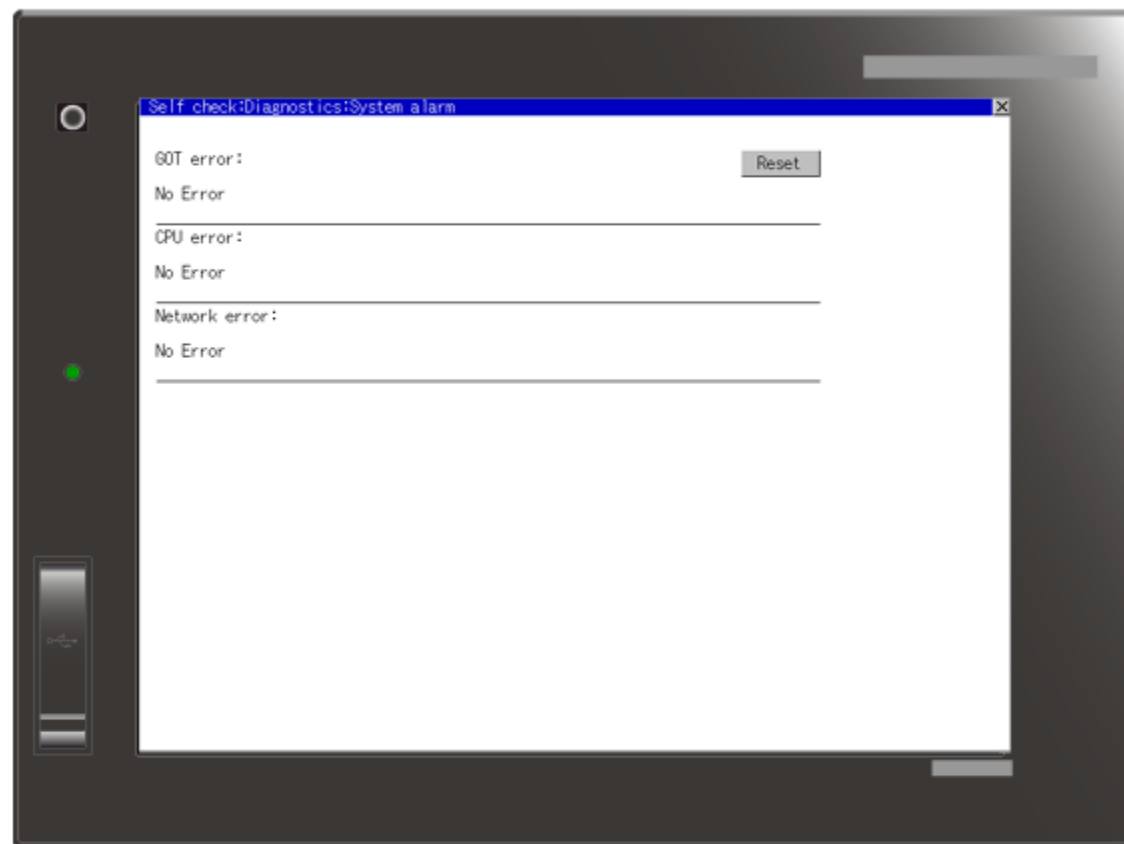 Self check:Diagnostics:System alarm
GOT error:
Reset
No Error
CPU error:
No Error
Network error:
No Error